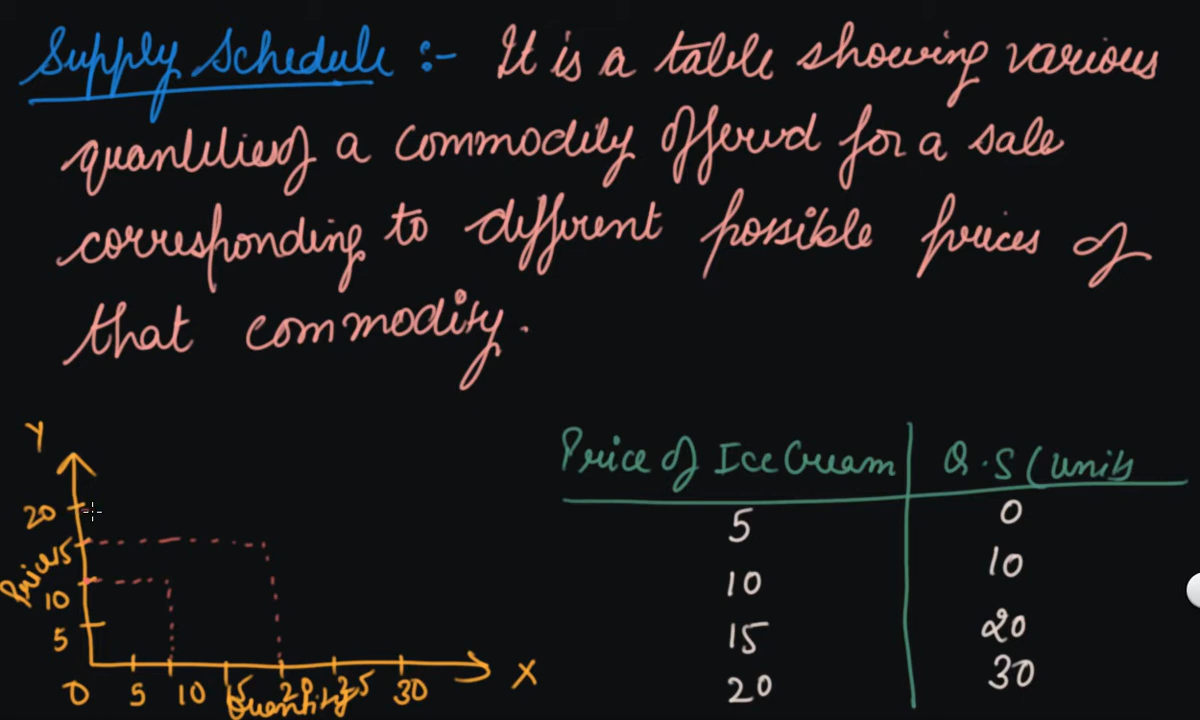 Supply Schedule :- It is a table showing various
quantities of a commodity offered for a sale
corresponding to different possible prices of
that commodity.
Y
20
15
10
5
Price
0 5 10 15 20 25 30
Quantity
X
Price of Ice Cream Q.S (units
5 0
10 10
15 20
20 30